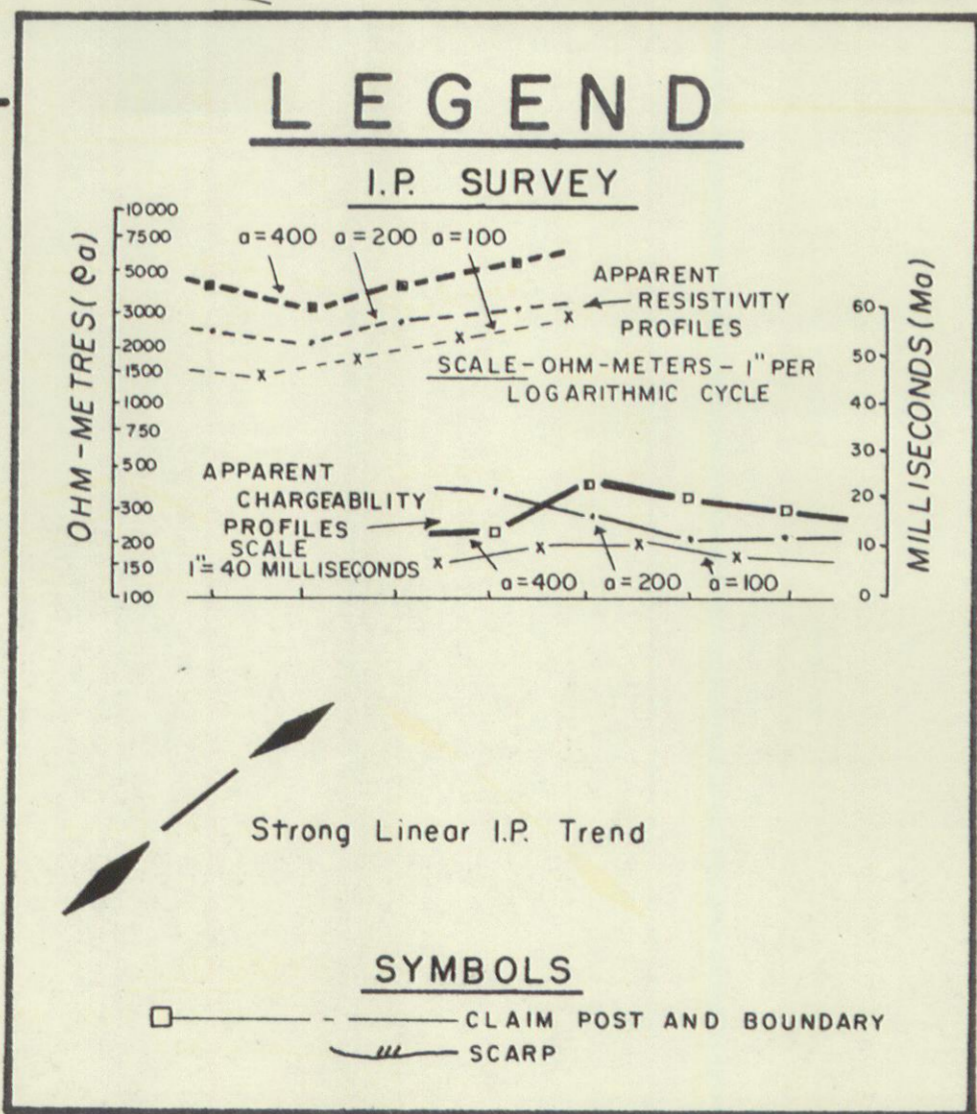 LEGEND
I.P. SURVEY
OHM-METRES(ρa)
10000
7500
5000
3000
2000
1500
1000
750
500
300
200
150
100
a=400 a=200 a=100
APPARENT
RESISTIVITY
PROFILES
SCALE-OHM-METERS-1" PER
LOGARITHMIC CYCLE
MILLISECONDS(Ma)
60
50
40
30
20
10
0
APPARENT
CHARGEABILITY
PROFILES
SCALE
1"=40 MILLISECONDS
a=400 a=200 a=100
Strong Linear I.P. Trend
SYMBOLS
CLAIM POST AND BOUNDARY
SCARP